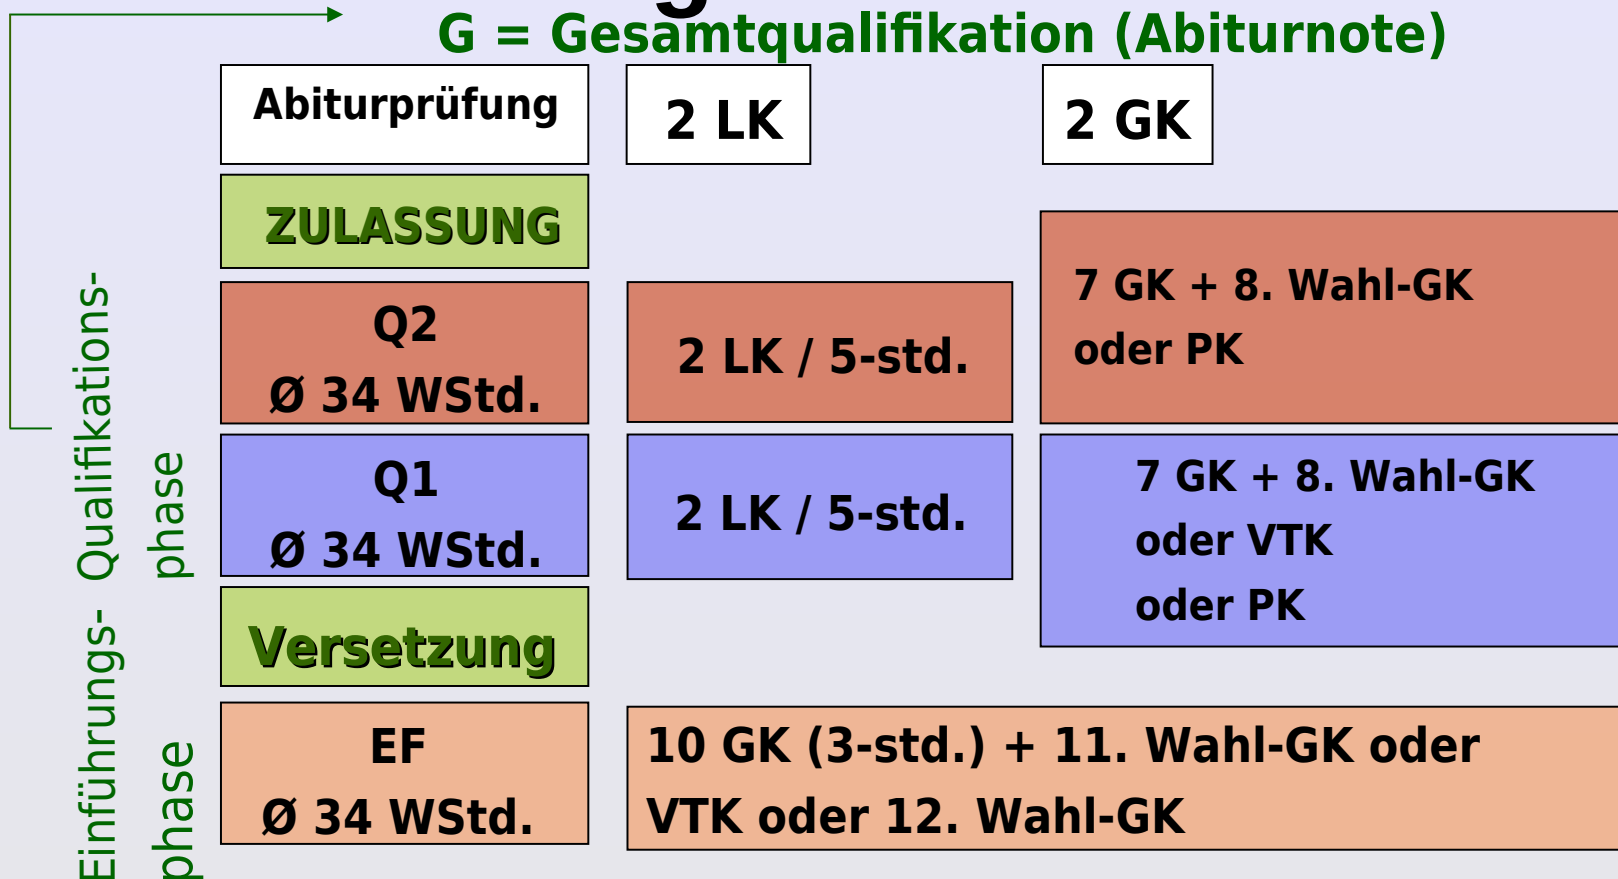 G = Gesamtqualifikation (Abiturnote)
Abiturprüfung
2 LK
2 GK
ZULASSUNG
7 GK + 8. Wahl-GK
oder PK
Q2
Ø 34 WStd.
2 LK / 5-std.
Qualifikations-
phase
Q1
Ø 34 WStd.
2 LK / 5-std.
7 GK + 8. Wahl-GK
oder VTK
oder PK
Versetzung
Einführungs-
phase
EF
Ø 34 WStd.
10 GK (3-std.) + 11. Wahl-GK oder
VTK oder 12. Wahl-GK